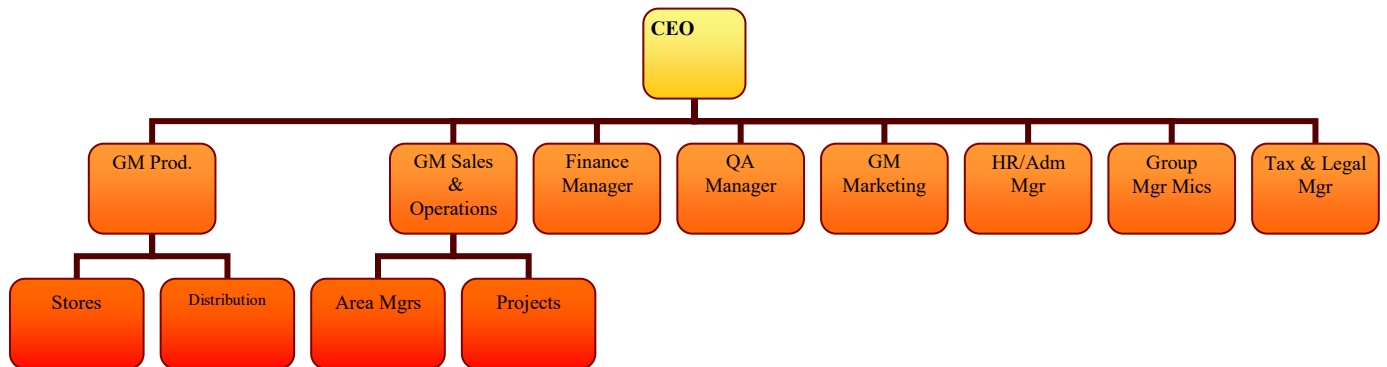 CEO
GM Prod.
GM Sales
&
Operations
Finance
Manager
QA
Manager
GM
Marketing
HR/Adm
Mgr
Group
Mgr Mics
Tax & Legal
Mgr
Stores
Distribution
Area Mgrs
Projects